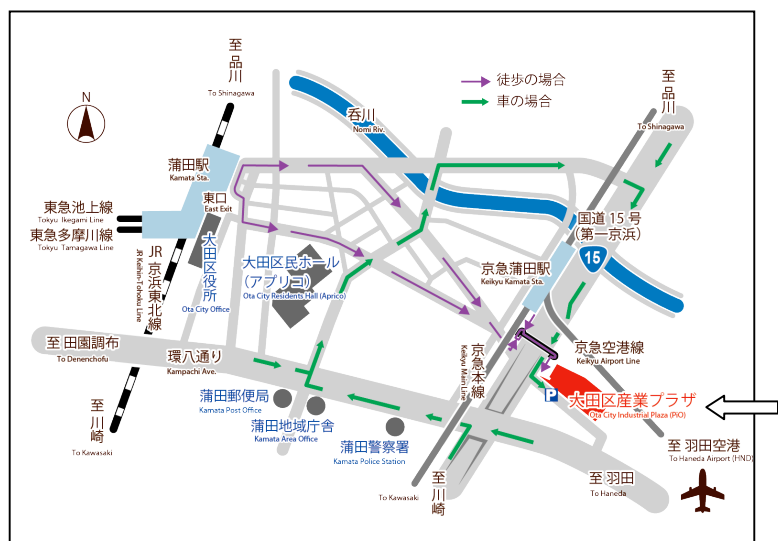 至品川
To Shinagawa
N
徒歩の場合
車の場合
呑川
Nomi Riv.
至品川
To Shinagawa
蒲田駅
Kamata Sta.
東口
East Exit
東急池上線
Tokyu Ikegami Line
東急多摩川線
Tokyu Tamagawa Line
JR京浜東北線
JR Keihin-Tohoku Line
大田区役所
Ota City Office
大田区民ホール
(アプリコ)
Ota City Residents Hall (Aprico)
国道15号
(第一京浜)
15
京急蒲田駅
Keikyu Kamata Sta.
至田園調布
To Denenchofu
環八通り
Kampachi Ave.
京急本線
Keikyu Main Line
京急空港線
Keikyu Airport Line
蒲田郵便局
Kamata Post Office
蒲田地域庁舎
Kamata Area Office
蒲田警察署
Kamata Police Station
P
大田区産業プラザ
Ota City Industrial Plaza (PiO)
至川崎
To Kawasaki
至羽田空港
To Haneda Airport (HND)
至川崎
To Kawasaki
至羽田
To Haneda